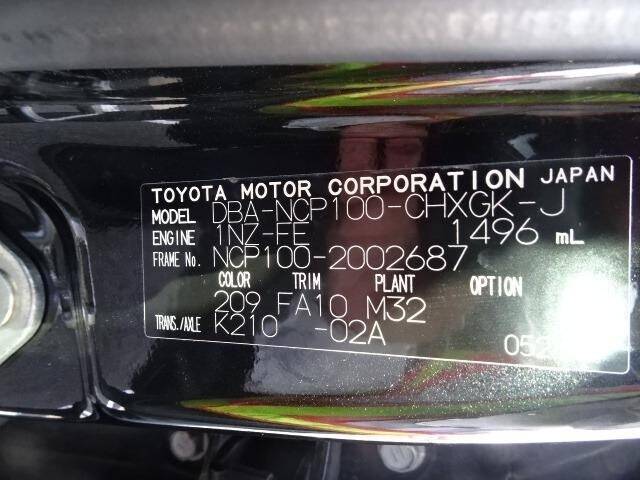 TOYOTA MOTOR CORPORATION JAPAN
MODEL DBA-NCP100-CHXGK-J
ENGINE 1NZ-FE 1496 mL
FRAME No. NCP100-2002687
COLOR TRIM PLANT OPTION
209 FA10 M32
TRANS./AXLE K210 -02A